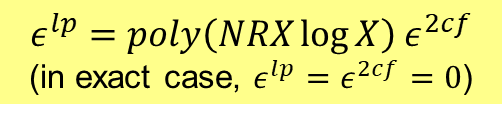 𝜖^{lp} = poly(NRX log X) 𝜖^{2cf}
(in exact case, 𝜖^{lp} = 𝜖^{2cf} = 0)